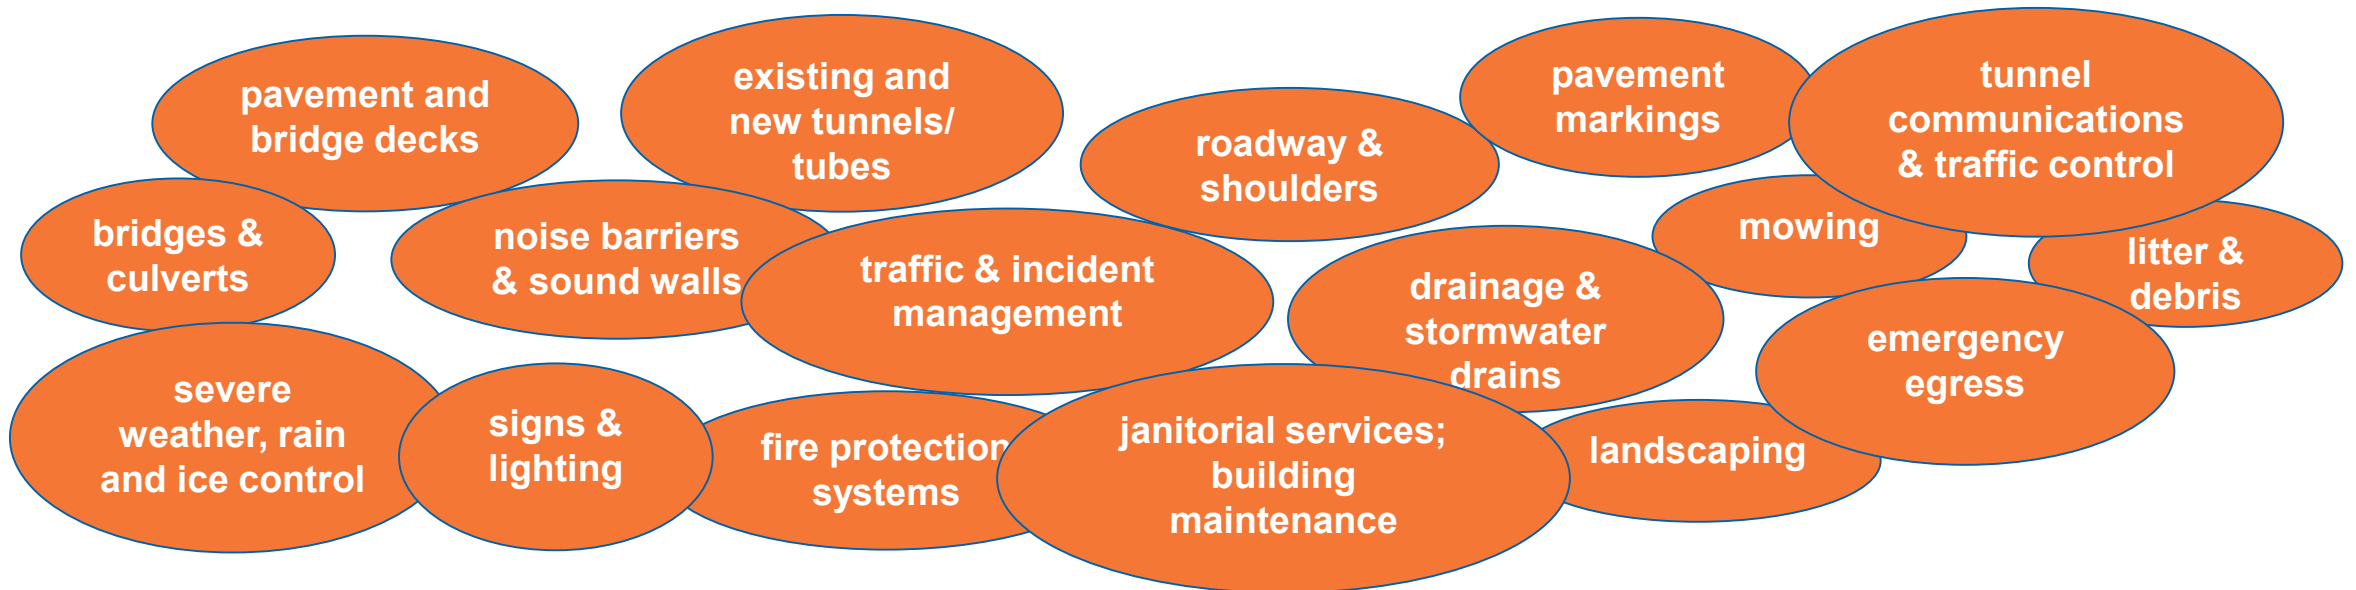 pavement and
bridge decks
existing and
new tunnels/
tubes
roadway &
shoulders
pavement
markings
tunnel
communications
& traffic control
bridges &
culverts
noise barriers
& sound walls
traffic & incident
management
drainage &
stormwater
drains
mowing
litter &
debris
severe
weather, rain
and ice control
signs &
lighting
fire protection
systems
janitorial services;
building
maintenance
landscaping
emergency
egress